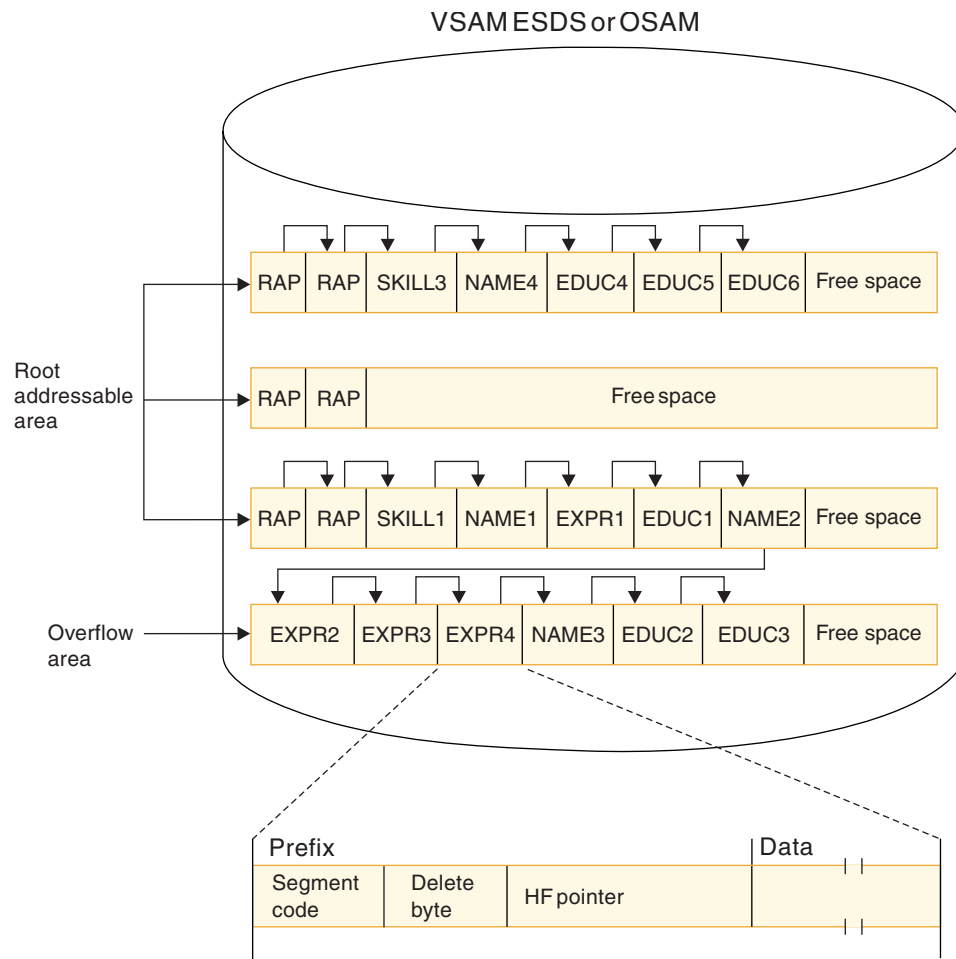 VSAM ESDS or OSAM
RAP RAP SKILL3 NAME4 EDUC4 EDUC5 EDUC6 Free space
Root
addressable
area
RAP RAP Free space
RAP RAP SKILL1 NAME1 EXPR1 EDUC1 NAME2 Free space
Overflow
area
EXPR2 EXPR3 EXPR4 NAME3 EDUC2 EDUC3 Free space
Prefix Data
Segment
code
Delete
byte
HF pointer